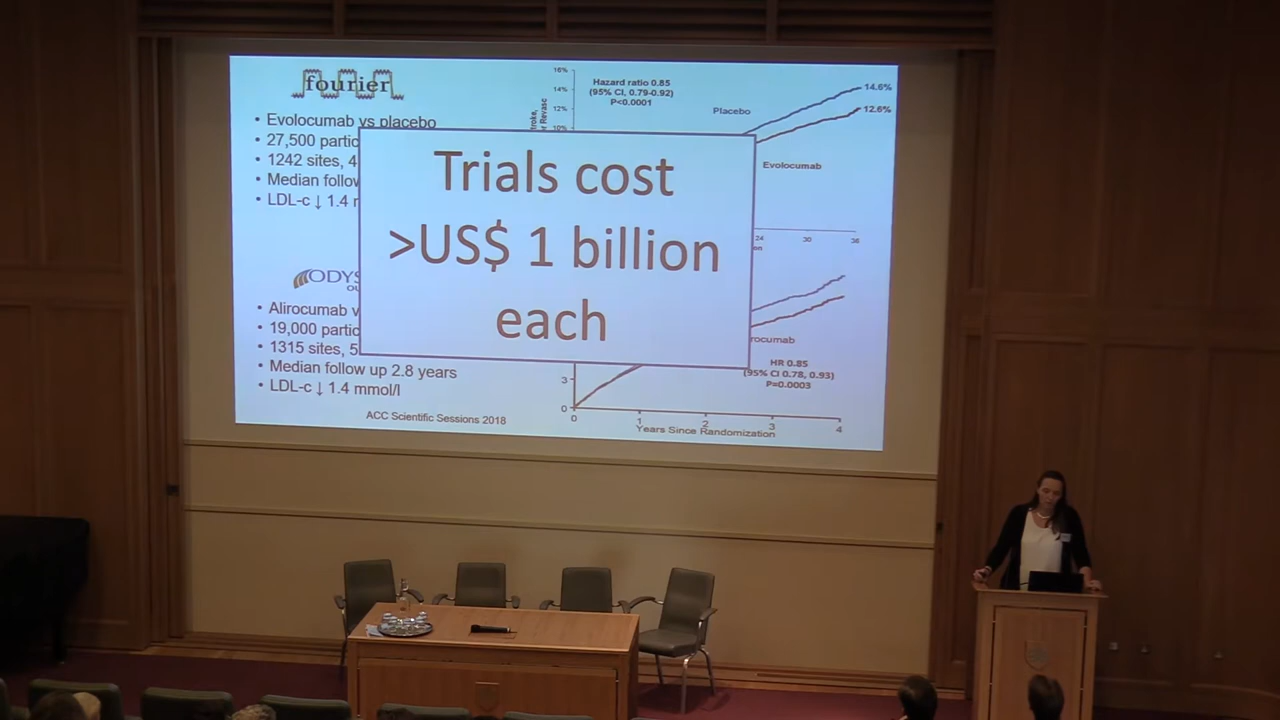 fourier
• Evolocumab vs placebo
• 27,500 partic
• 1242 sites, 4
• Median follow
• LDL-c ↓ 1.4 m
ODYS
OU
• Alirocumab v
• 19,000 partic
• 1315 sites, 5
• Median follow up 2.8 years
• LDL-c ↓ 1.4 mmol/l
ACC Scientific Sessions 2018
Trials cost
>US$ 1 billion
each
16%
14%
12%
10%
Hazard ratio 0.85
(95% CI, 0.79-0.92)
P<0.0001
Placebo
14.6%
12.6%
Evolocumab
24
30
36
rocumab
HR 0.85
(95% CI 0.78, 0.93)
P=0.0003
3
0
0
1
2
3
4
Years Since Randomization